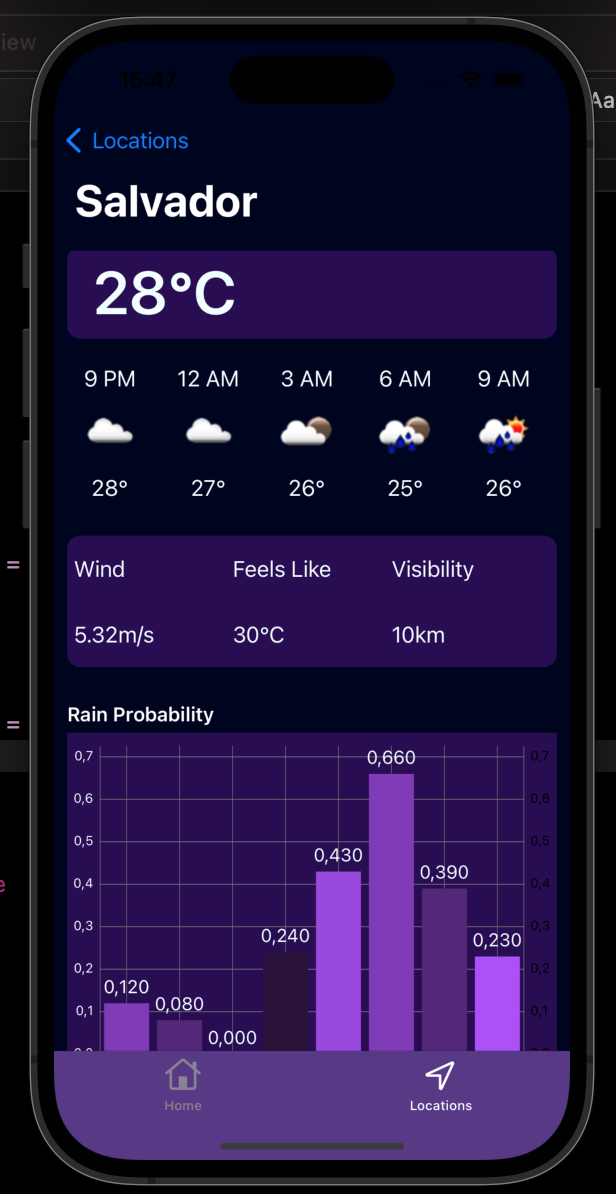 iew
15:47
Aa
Locations
Salvador
28°C
9 PM 12 AM 3 AM 6 AM 9 AM
28° 27° 26° 25° 26°
=
Wind Feels Like Visibility
5.32m/s 30°C 10km
=
Rain Probability
0,7 0,660 0,7
0,6 0,6
0,5 0,430 0,5
0,4 0,390 0,4
e
0,3 0,240 0,230 0,3
0,2 0,2
0,120 0,080
0,1 0,000 0,1
Home Locations